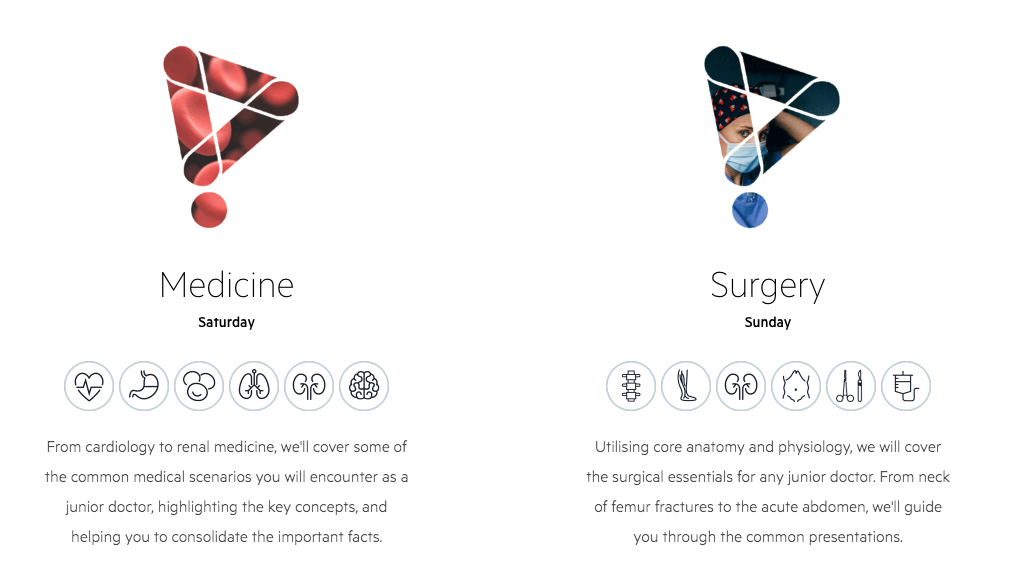 Medicine
Saturday
From cardiology to renal medicine, we'll cover some of
the common medical scenarios you will encounter as a
junior doctor, highlighting the key concepts, and
helping you to consolidate the important facts.
Surgery
Sunday
Utilising core anatomy and physiology, we will cover
the surgical essentials for any junior doctor. From neck
of femur fractures to the acute abdomen, we'll guide
you through the common presentations.